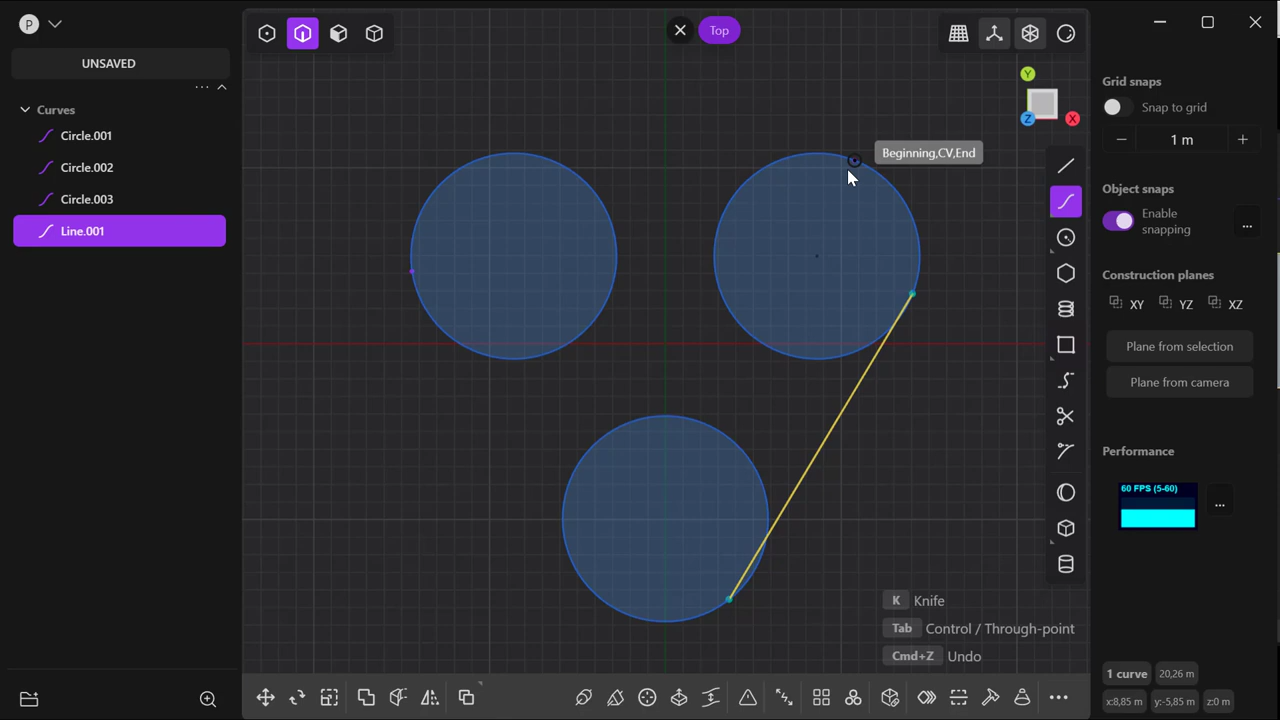 P
UNSAVED
...
Curves
Circle.001
Circle.002
Circle.003
Line.001
Top
Y
Z
X
Beginning,CV,End
K Knife
Tab Control / Through-point
Cmd+Z Undo
Grid snaps
Snap to grid
1 m
Object snaps
Enable
snapping
...
Construction planes
XY YZ XZ
Plane from selection
Plane from camera
Performance
60 FPS (5-60)
...
1 curve 20,26 m
x:8,85 m y:-5,85 m z:0 m